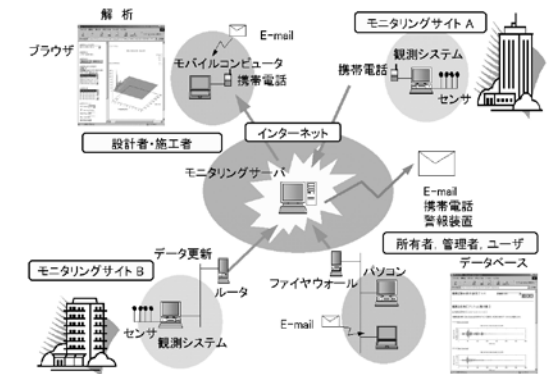 解 析
ブラウザ
E-mail
モバイルコンピュータ
携帯電話
設計者・施工者
モニタリングサイト A
観測システム
携帯電話
センサ
インターネット
モニタリングサーバ
E-mail
携帯電話
警報装置
所有者, 管理者, ユーザ
データベース
データ更新
モニタリングサイト B
ルータ
センサ
観測システム
ファイヤウォール
パソコン
E-mail